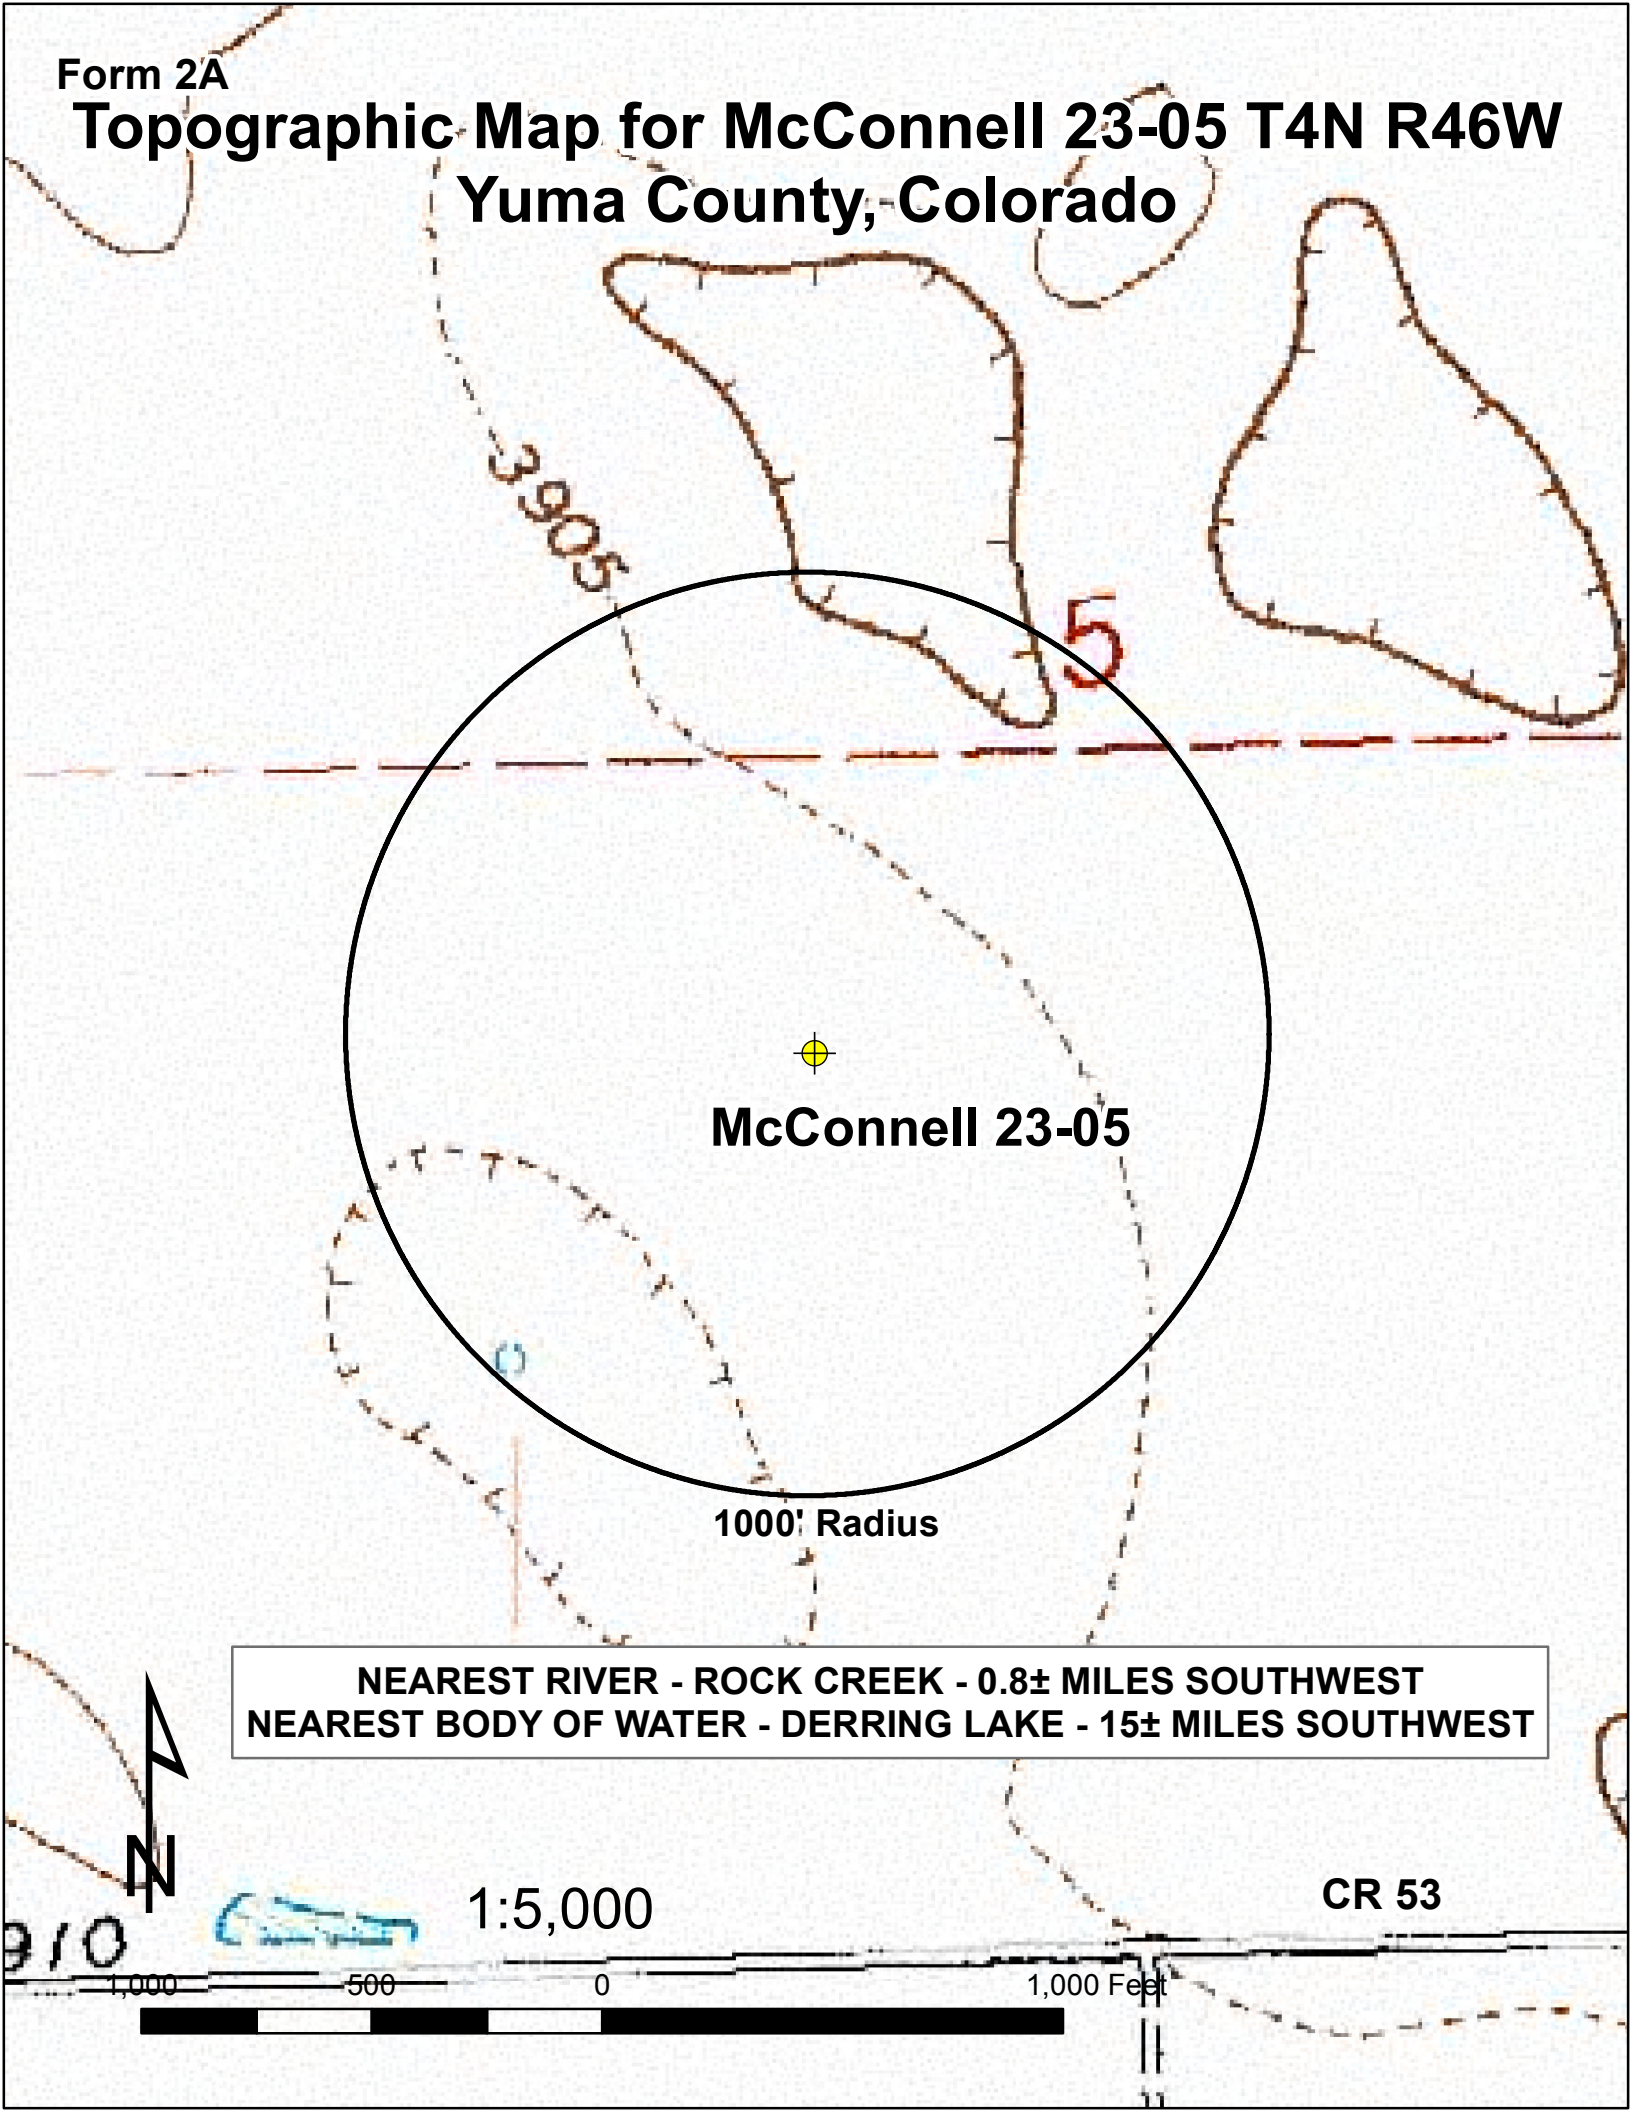 Form 2A
Topographic Map for McConnell 23-05 T4N R46W
Yuma County, Colorado
3905
5
McConnell 23-05
1000' Radius
NEAREST RIVER - ROCK CREEK - 0.8± MILES SOUTHWEST
NEAREST BODY OF WATER - DERRING LAKE - 15± MILES SOUTHWEST
N
1:5,000
CR 53
910
1,000 500 0 1,000 Feet